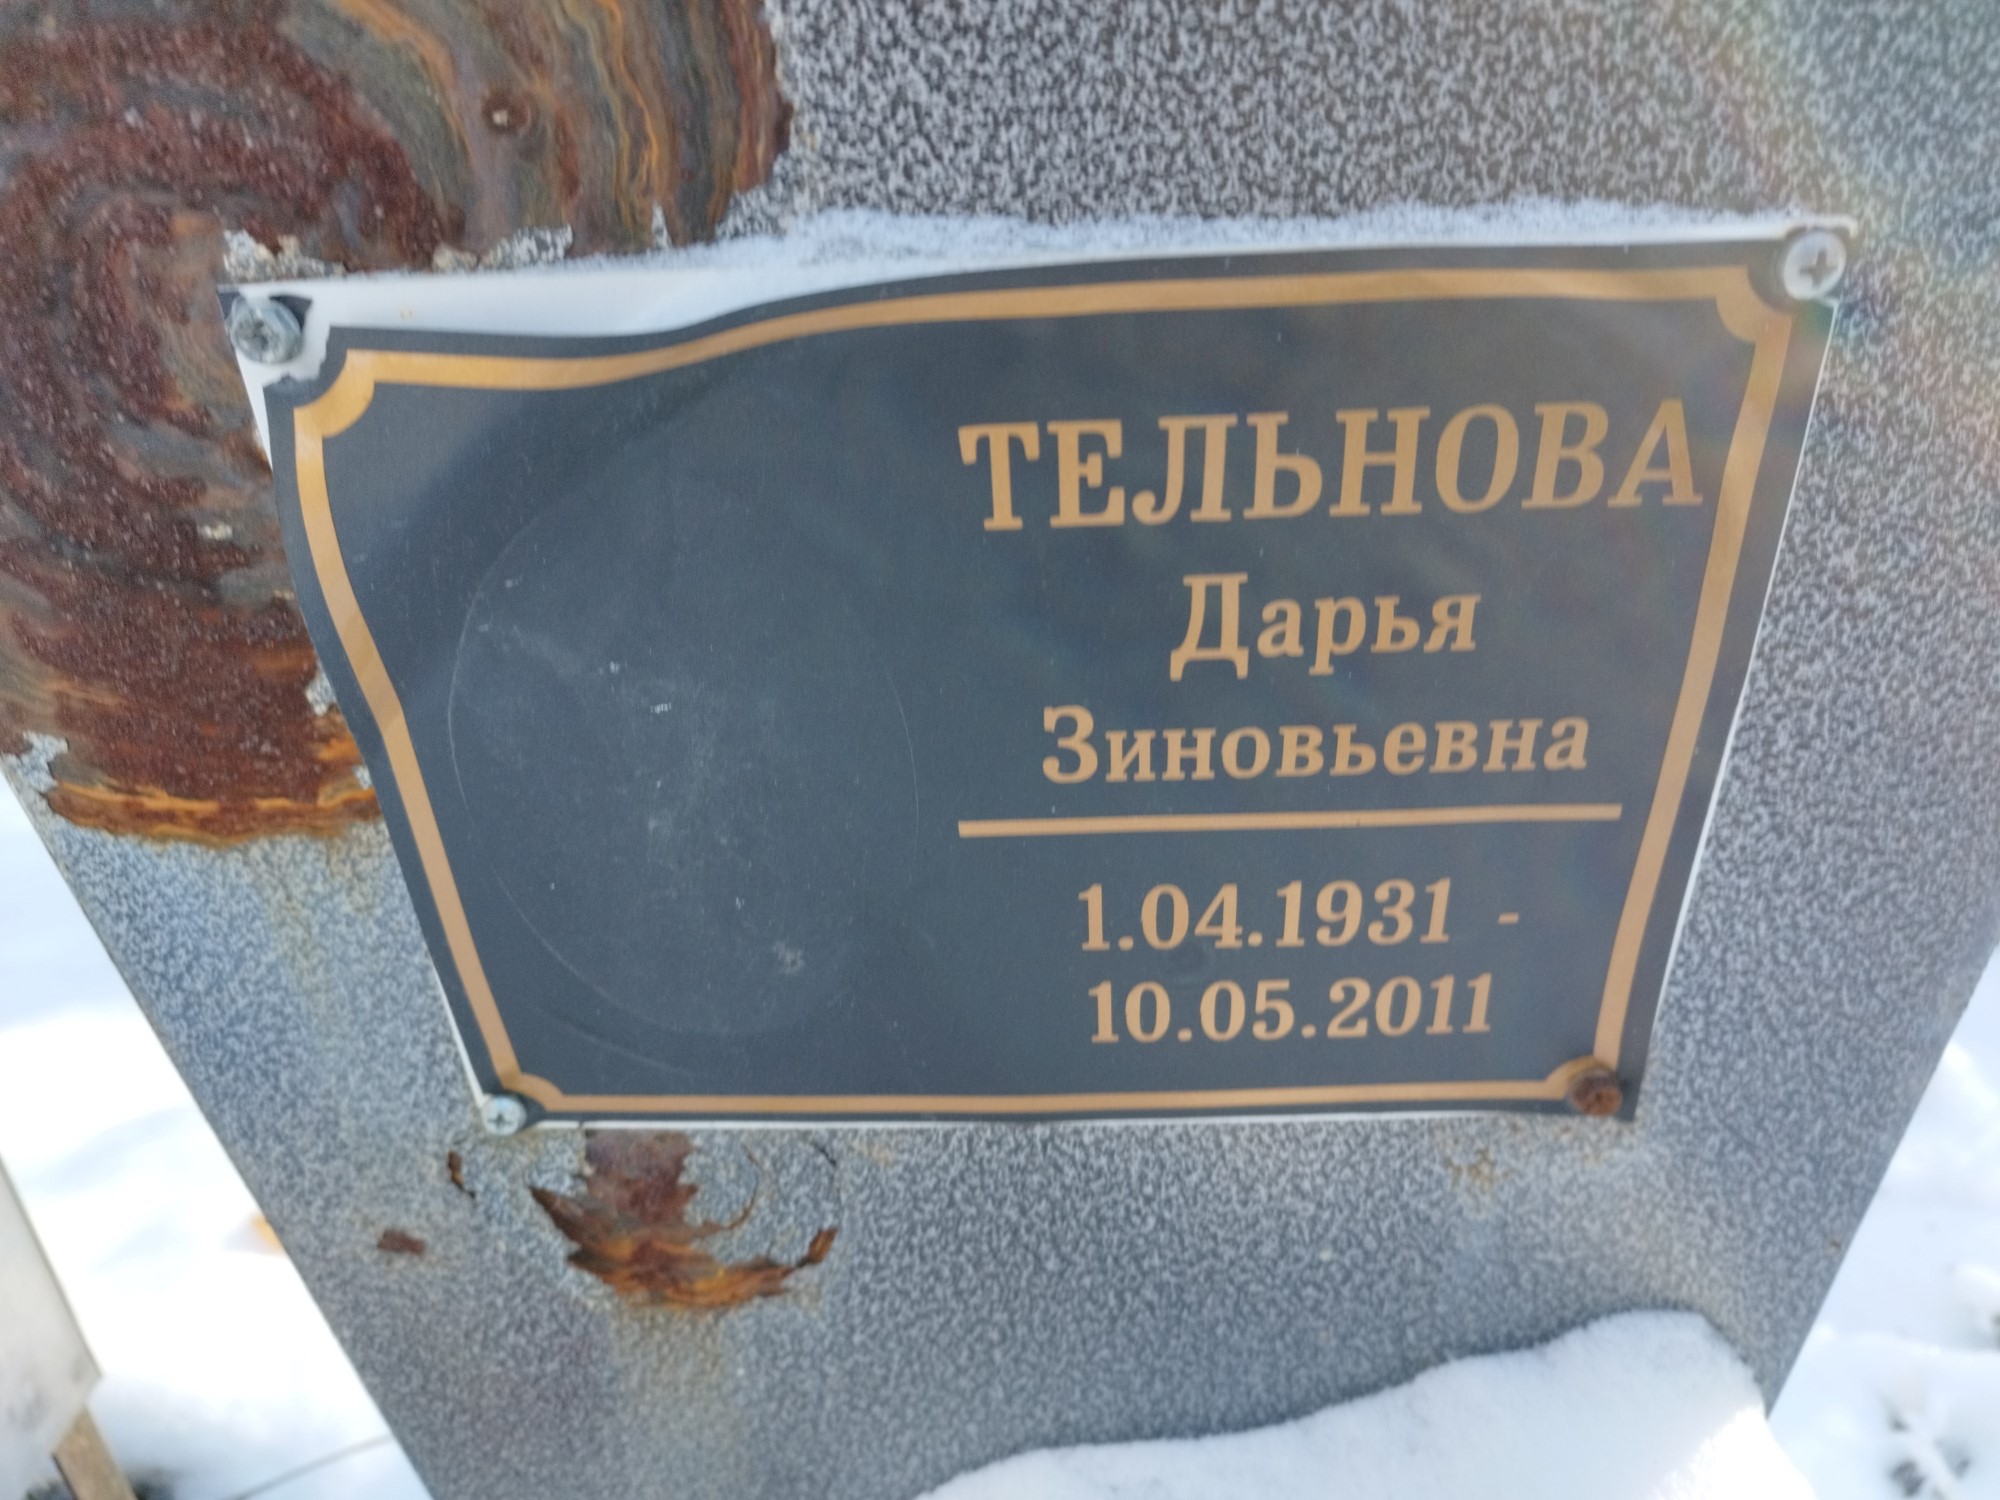 ТЕЛЬНОВА
Дарья
Зиновьевна
1.04.1931 -
10.05.2011